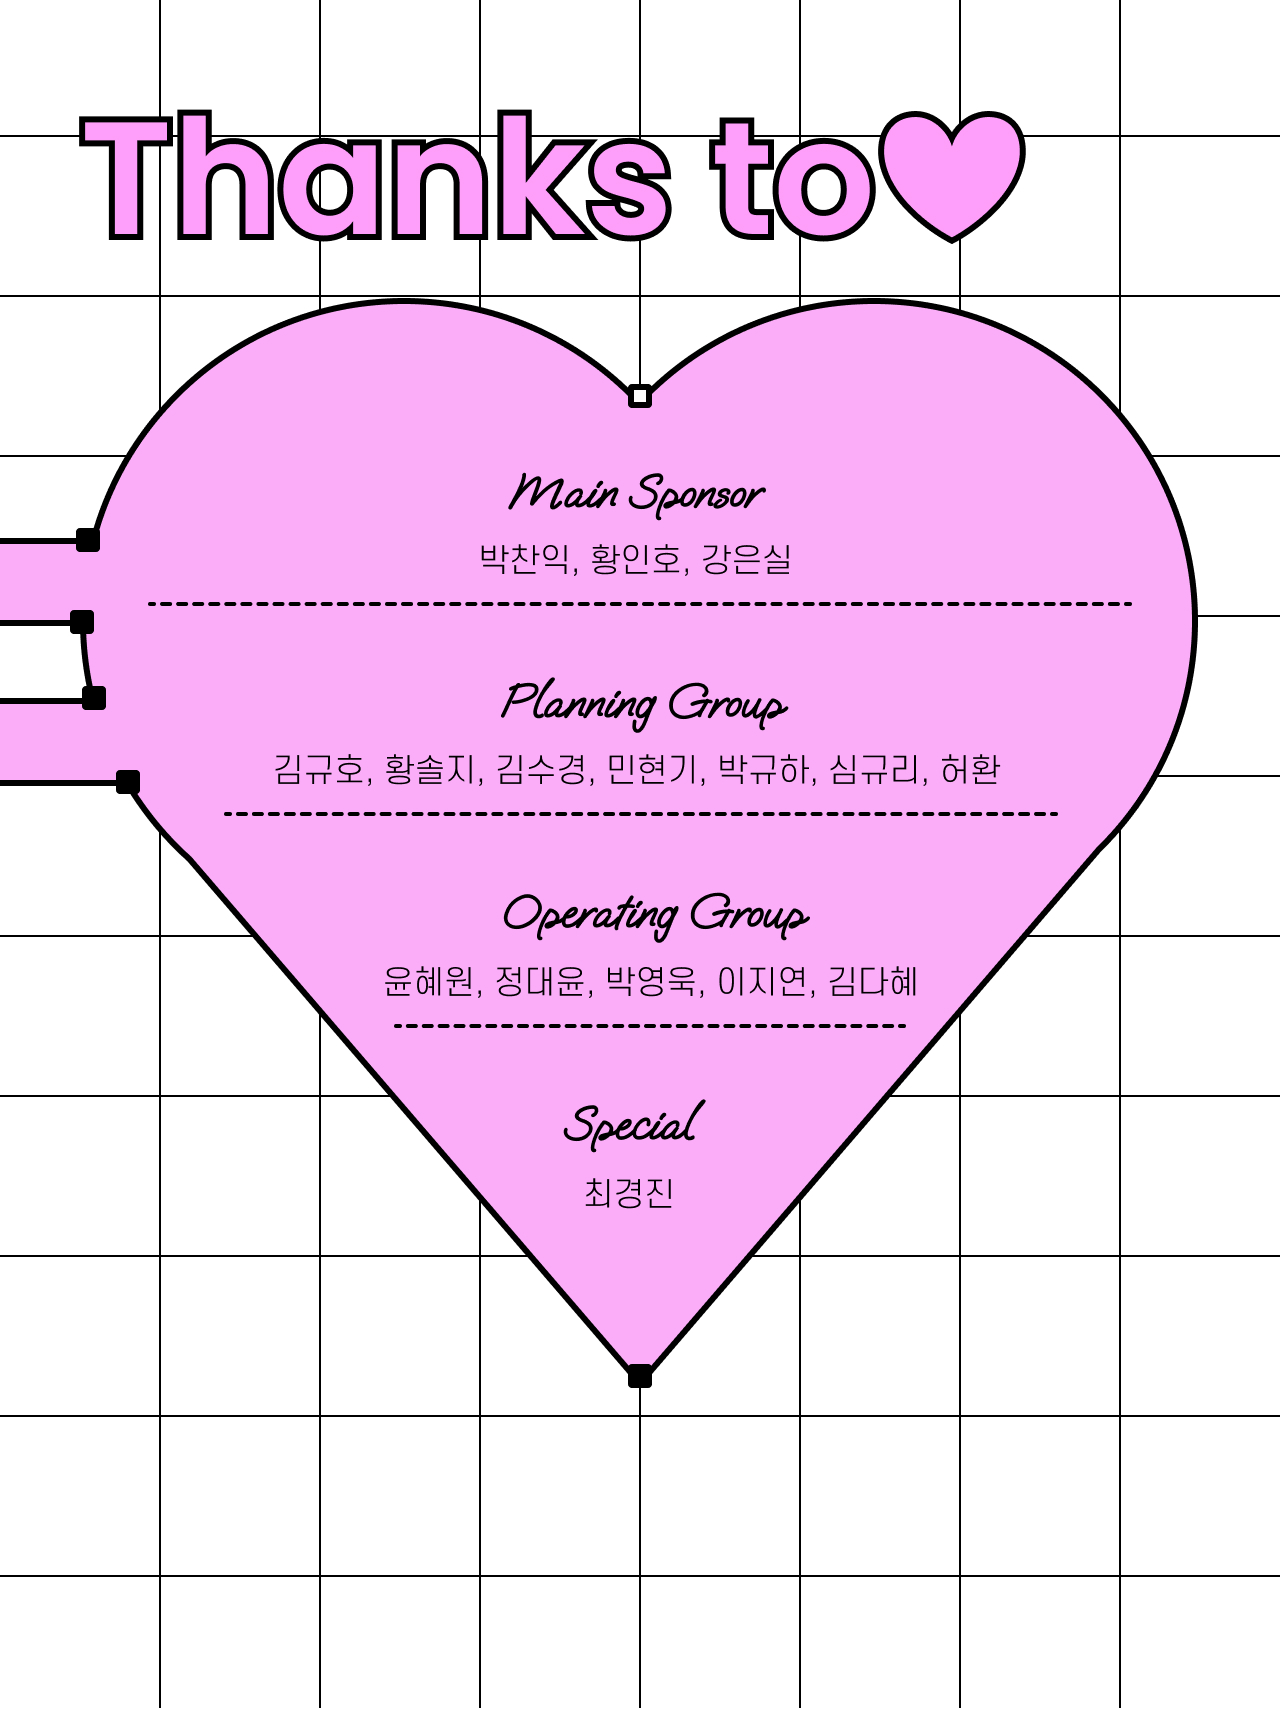 Thanks to
Main Sponsor
박찬익, 황인호, 강은실
Planning Group
김규호, 황솔지, 김수경, 민현기, 박규하, 심규리, 허환
Operating Group
윤혜원, 정대윤, 박영욱, 이지연, 김다혜
Special
최경진